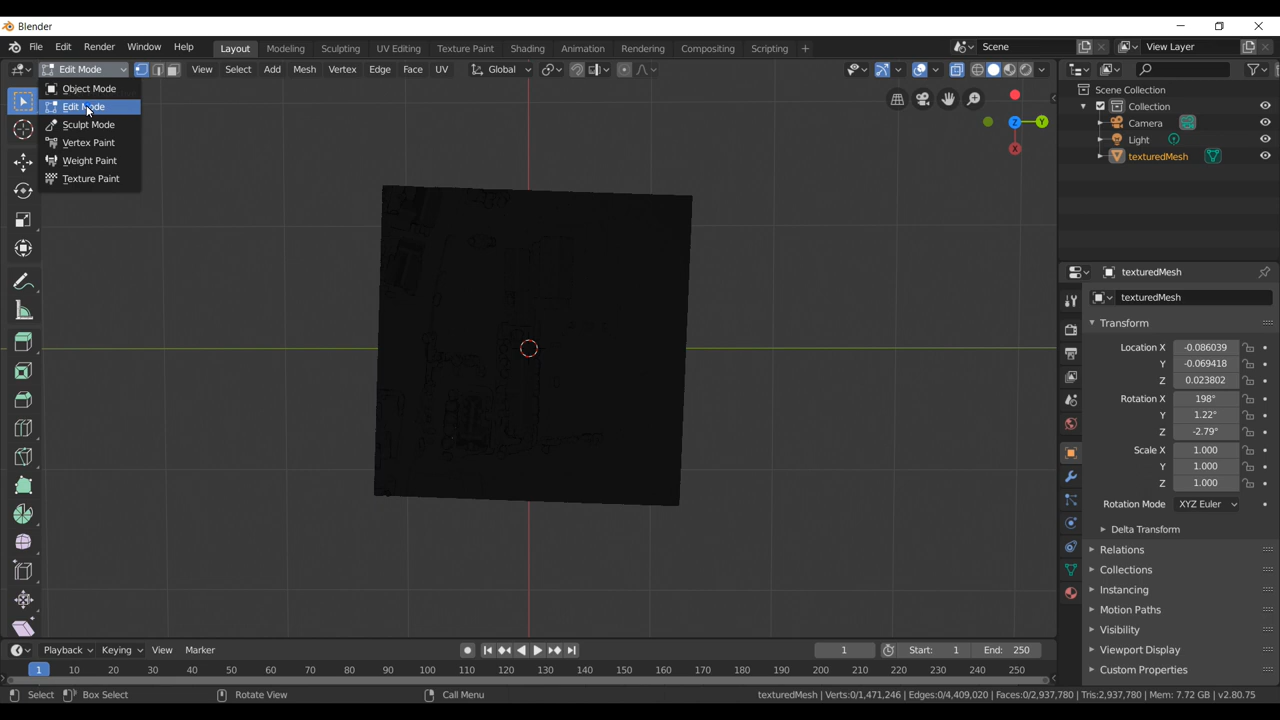 Blender
File Edit Render Window Help Layout Modeling Sculpting UV Editing Texture Paint Shading Animation Rendering Compositing Scripting + Scene View Layer
Edit Mode View Select Add Mesh Vertex Edge Face UV Global
Object Mode
Edit Mode
Sculpt Mode
Vertex Paint
Weight Paint
Texture Paint
Z Y
X
Scene Collection
Collection
Camera
Light
texturedMesh
texturedMesh
texturedMesh
Transform
Location X -0.086039
Y -0.069418
Z 0.023802
Rotation X 198°
Y 1.22°
Z -2.79°
Scale X 1.000
Y 1.000
Z 1.000
Rotation Mode XYZ Euler
Delta Transform
Relations
Collections
Instancing
Motion Paths
Visibility
Viewport Display
Custom Properties
Playback Keying View Marker 1 Start: 1 End: 250
1 10 20 30 40 50 60 70 80 90 100 110 120 130 140 150 160 170 180 190 200 210 220 230 240 250
Select Box Select Rotate View Call Menu texturedMesh | Verts:0/1,471,246 | Edges:0/4,409,020 | Faces:0/2,937,780 | Tris:2,937,780 | Mem: 7.72 GB | v2.80.75